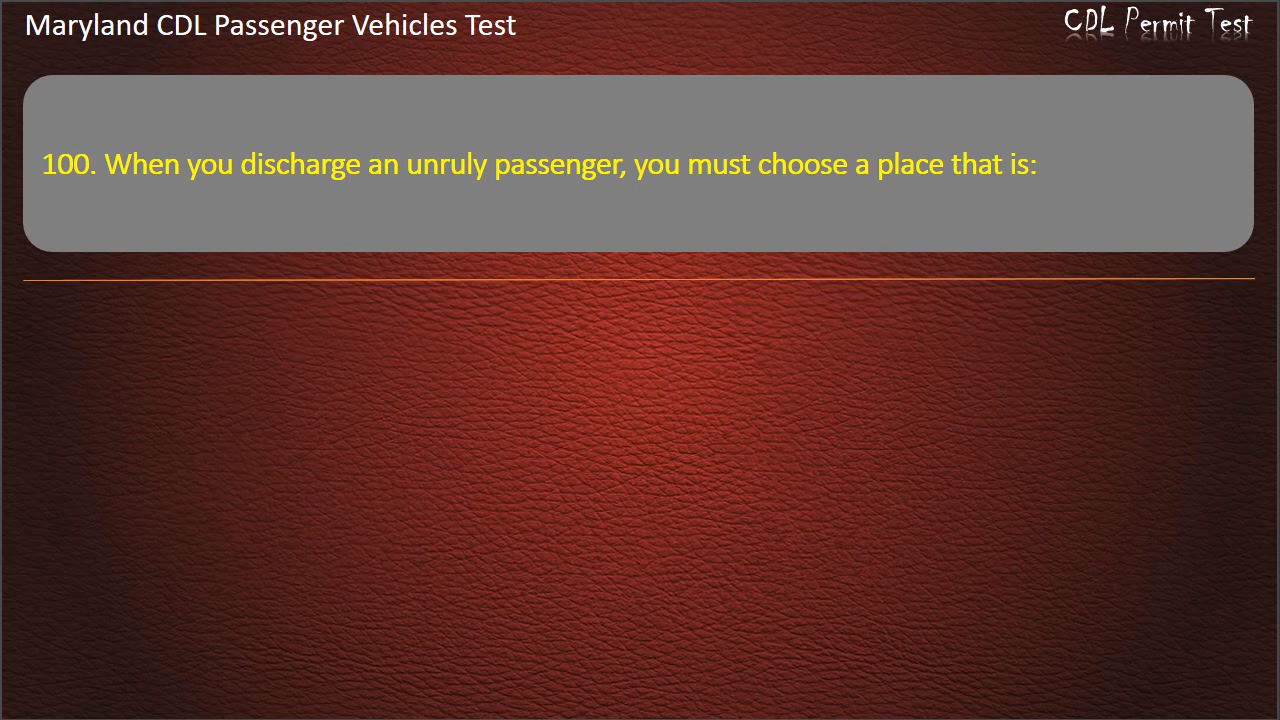 Maryland CDL Passenger Vehicles Test
CDL Permit Test
100. When you discharge an unruly passenger, you must choose a place that is: